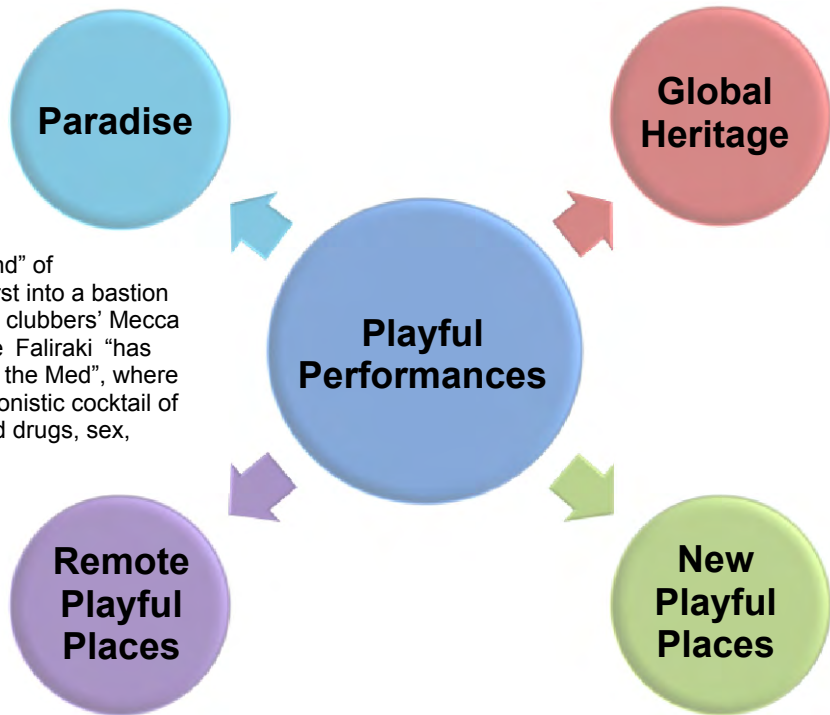 Paradise
Global
Heritage
nd” of
rst into a bastion
clubbers’ Mecca
Faliraki “has
the Med”, where
onistic cocktail of
d drugs, sex,
Playful
Performances
Remote
Playful
Places
New
Playful
Places